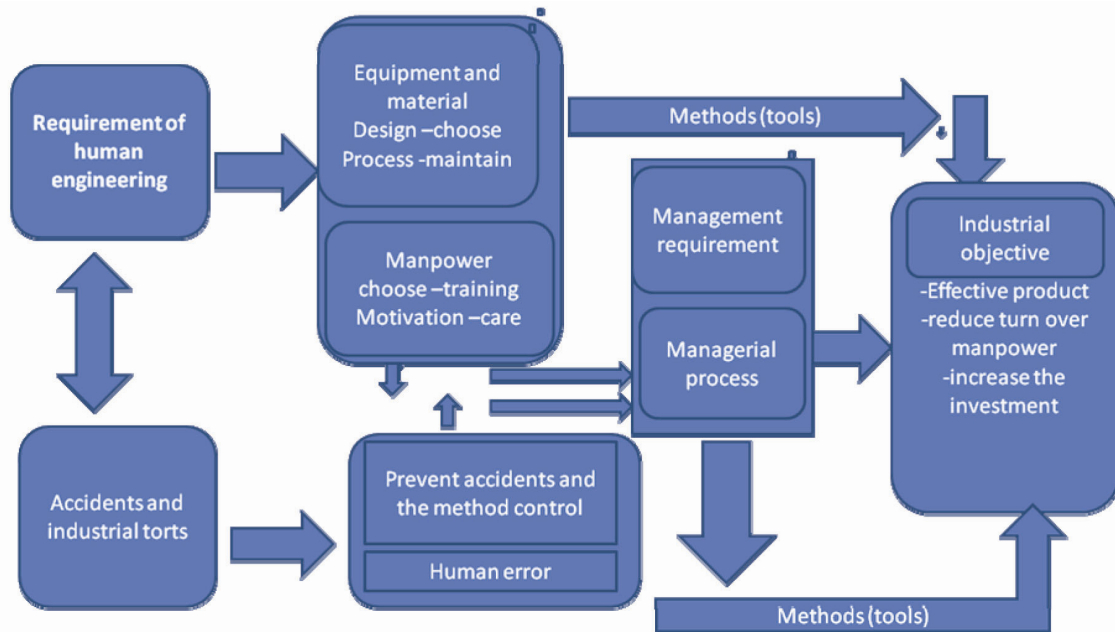 Requirement of
human
engineering
Equipment and
material
Design –choose
Process -maintain
Manpower
choose –training
Motivation –care
Methods (tools)
Management
requirement
Managerial
process
Industrial
objective
-Effective product
-reduce turn over
manpower
-increase the
investment
Accidents and
industrial torts
Prevent accidents and
the method control
Human error
Methods (tools)